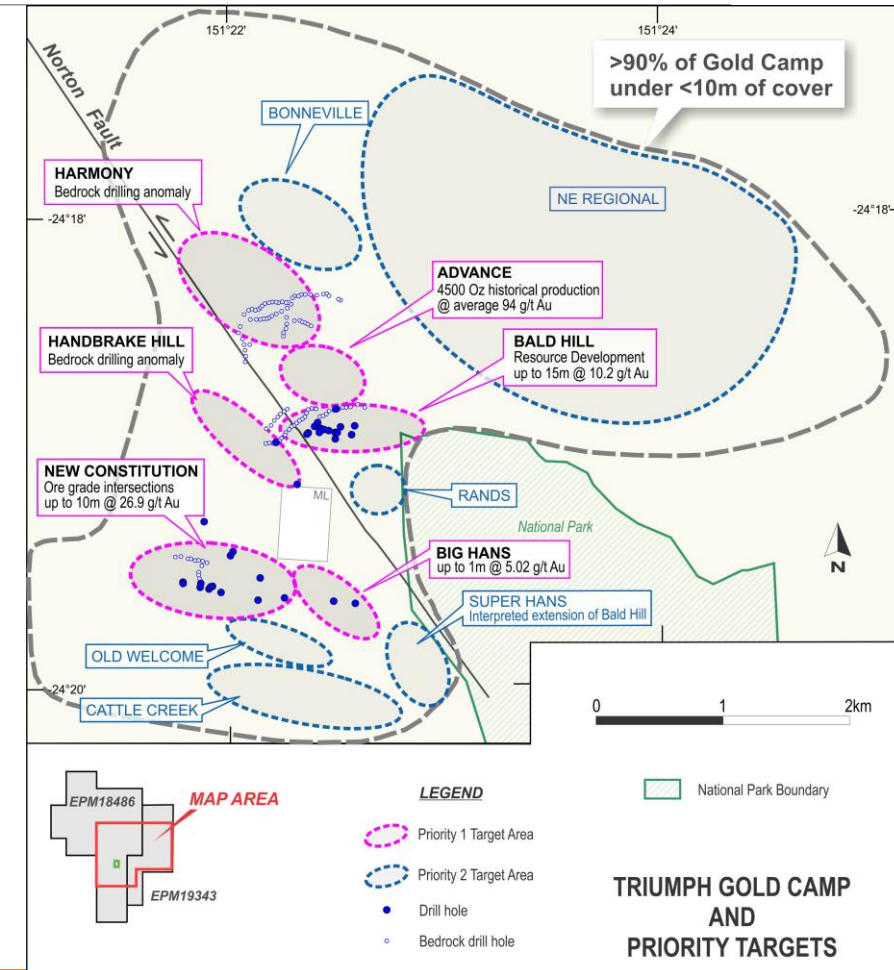 151°22'
151°24'
>90% of Gold Camp
under <10m of cover
Norton Fault
BONNEVILLE
HARMONY
Bedrock drilling anomaly
NE REGIONAL
-24°18'
-24°18'
ADVANCE
4500 Oz historical production
@ average 94 g/t Au
HANDBRAKE HILL
Bedrock drilling anomaly
BALD HILL
Resource Development
up to 15m @ 10.2 g/t Au
NEW CONSTITUTION
Ore grade intersections
up to 10m @ 26.9 g/t Au
ML
RANDS
National Park
N
BIG HANS
up to 1m @ 5.02 g/t Au
SUPER HANS
Interpreted extension of Bald Hill
OLD WELCOME
-24°20'
CATTLE CREEK
0 1 2km
EPM18486
MAP AREA
EPM19343
LEGEND
Priority 1 Target Area
Priority 2 Target Area
Drill hole
Bedrock drill hole
National Park Boundary
TRIUMPH GOLD CAMP
AND
PRIORITY TARGETS